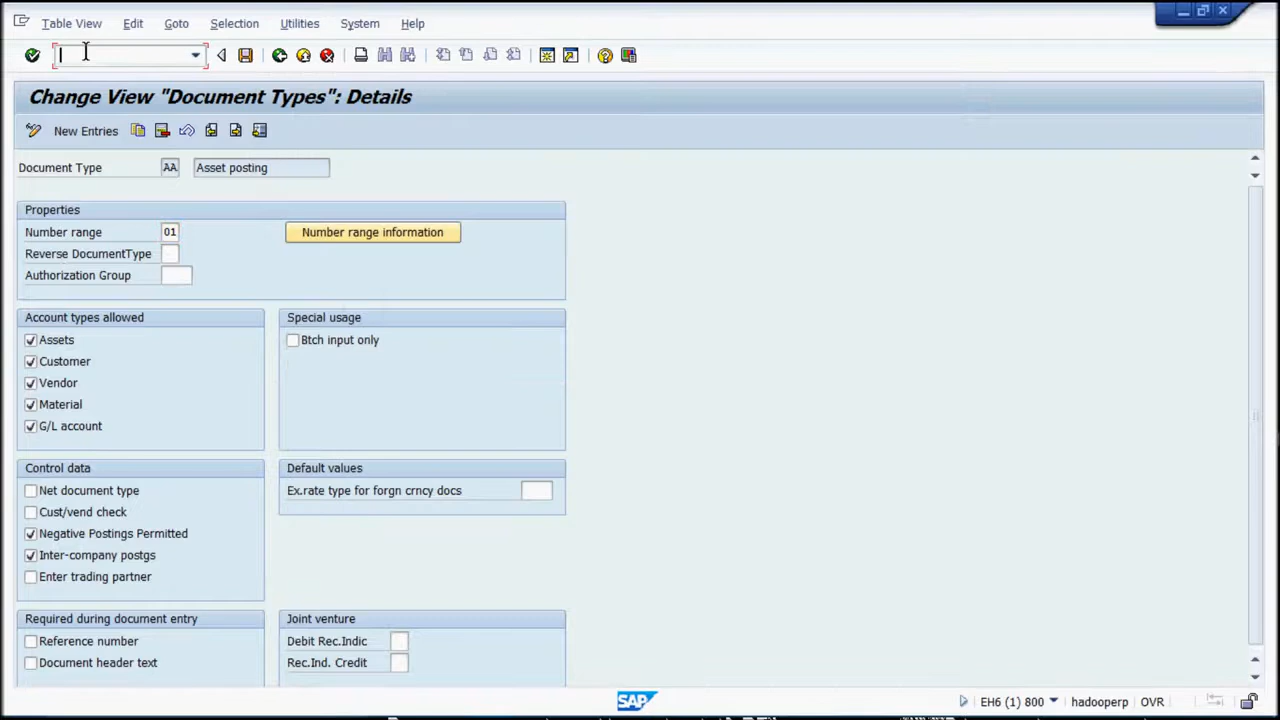 Table View Edit Goto Selection Utilities System Help
Change View "Document Types": Details
New Entries
Document Type AA Asset posting
Properties
Number range 01 Number range information
Reverse DocumentType
Authorization Group
Account types allowed Special usage
Assets Btch input only
Customer
Vendor
Material
G/L account
Control data Default values
Net document type Ex.rate type for forgn crncy docs
Cust/vend check
Negative Postings Permitted
Inter-company postgs
Enter trading partner
Required during document entry Joint venture
Reference number Debit Rec.Indic
Document header text Rec.Ind. Credit
SAP EH6 (1) 800 hadooperp OVR